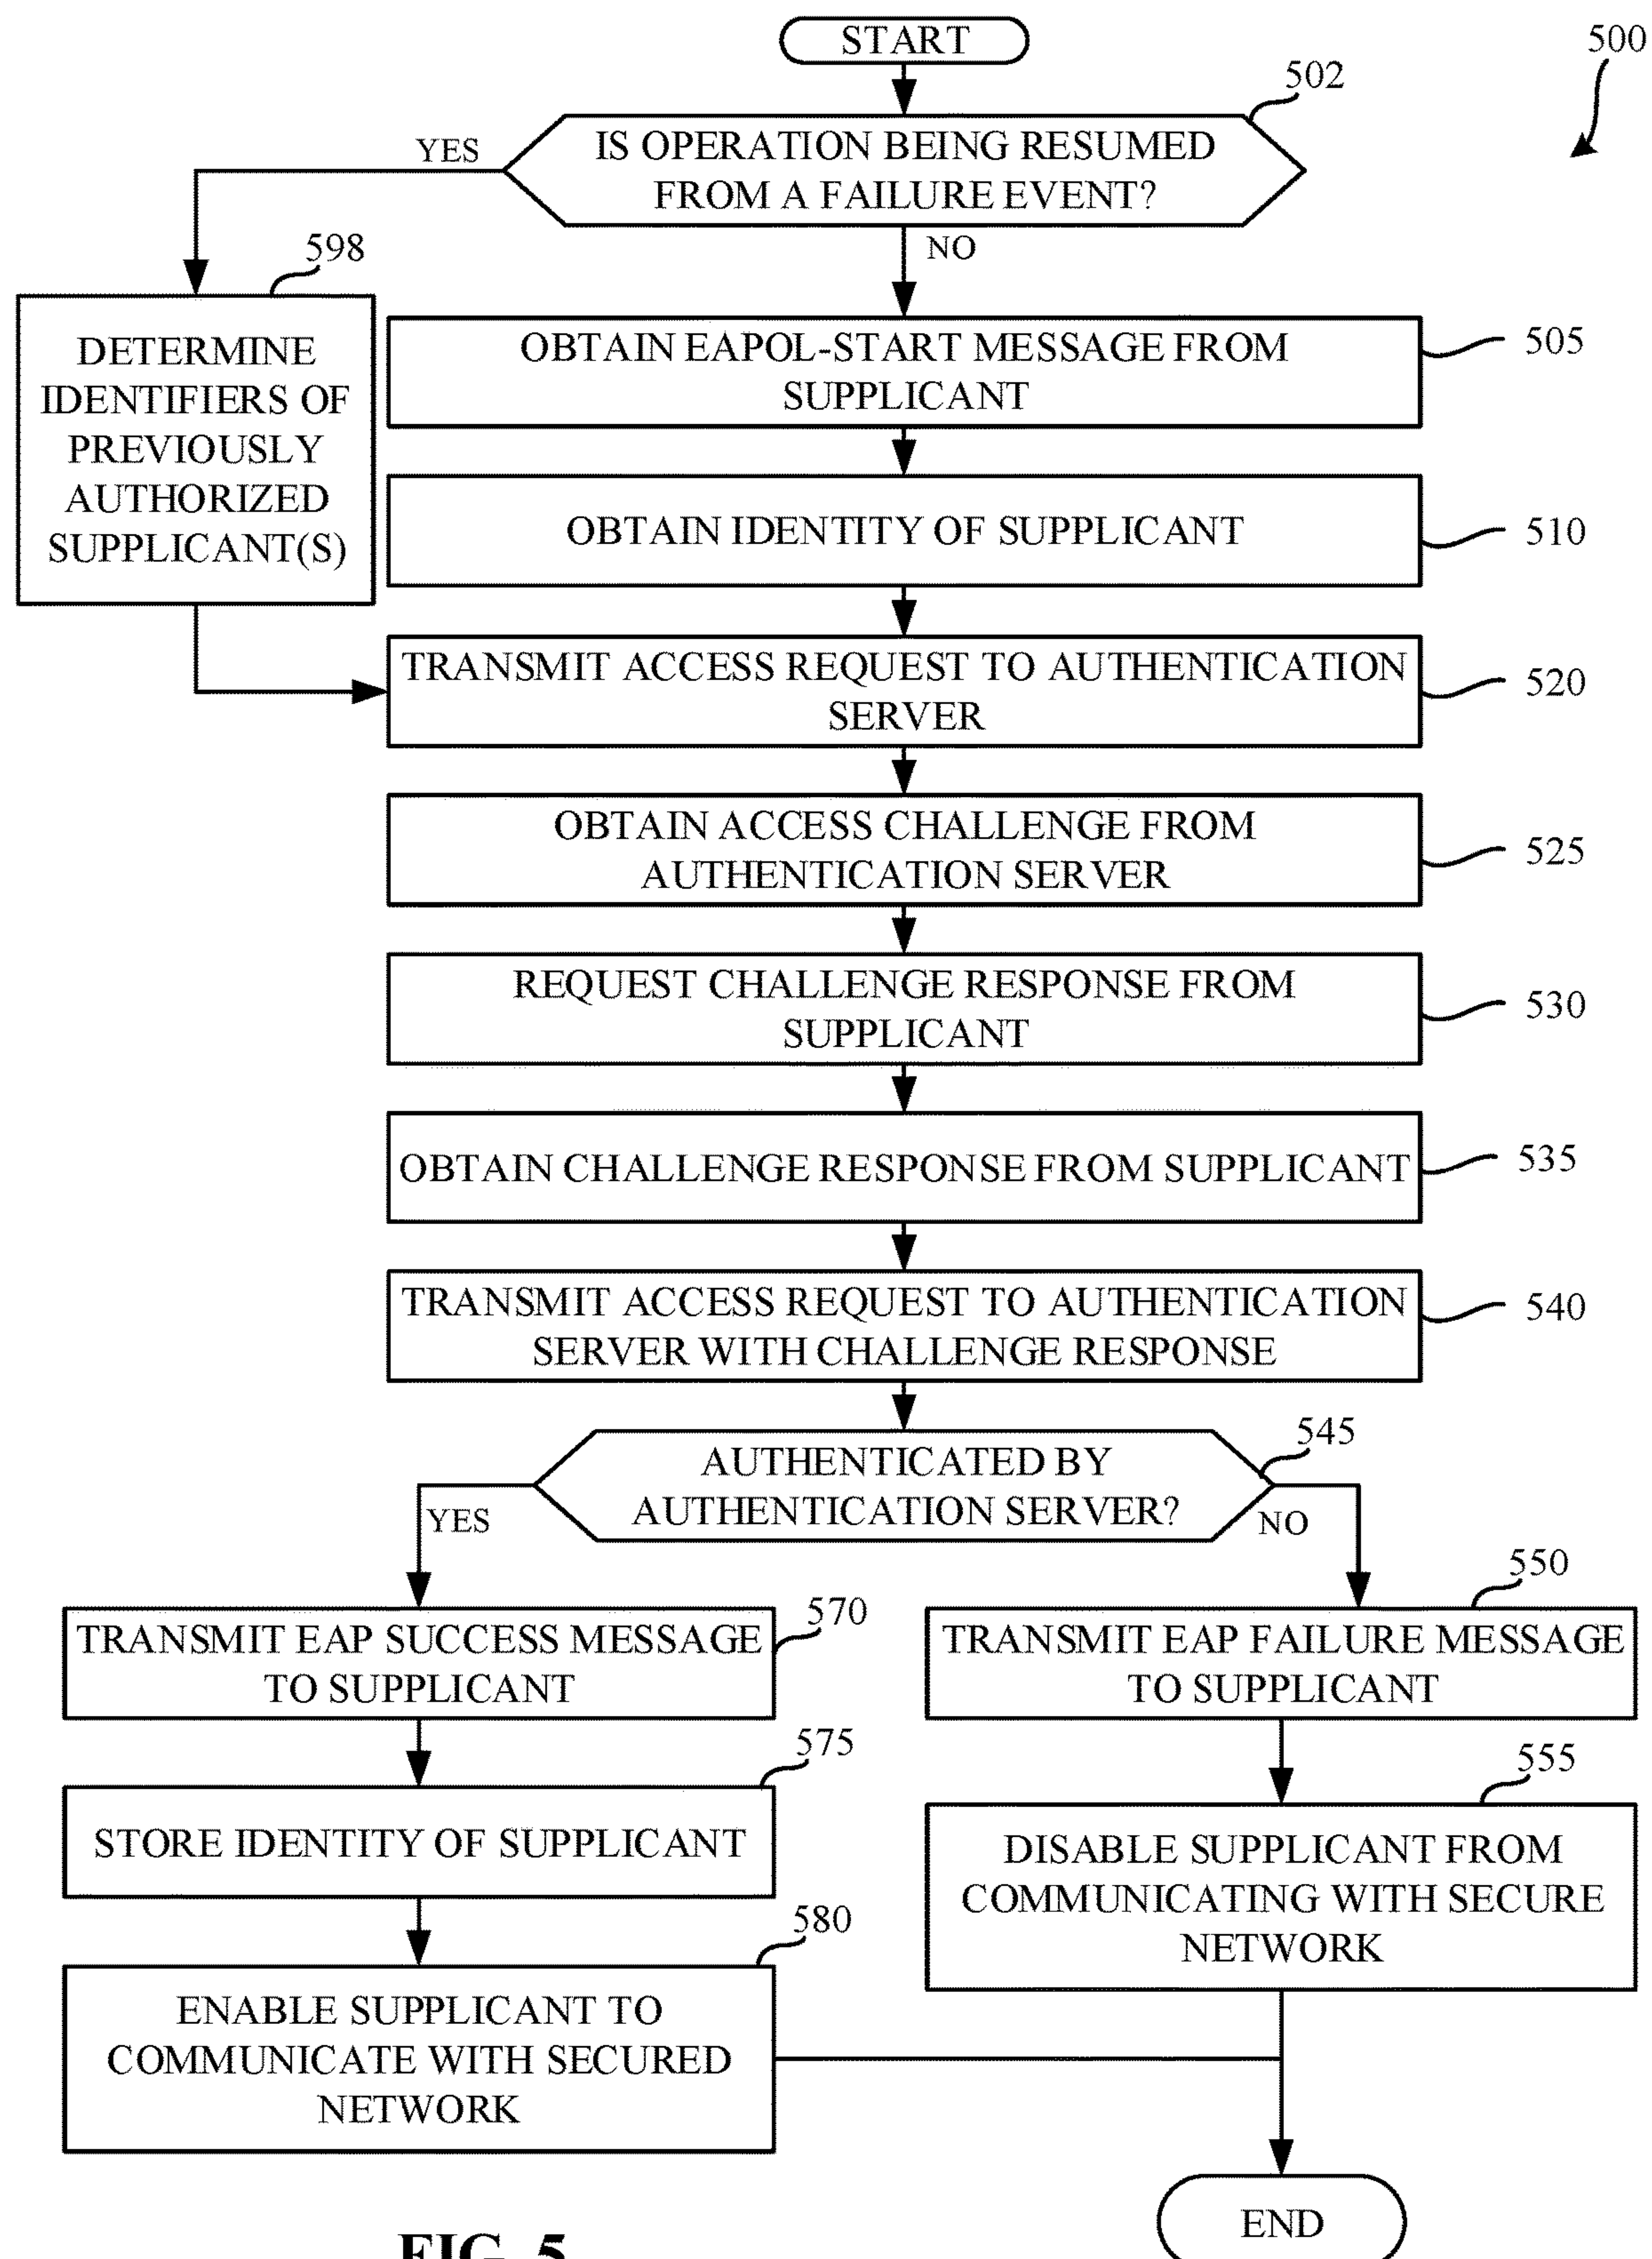 START
500
502
IS OPERATION BEING RESUMED
FROM A FAILURE EVENT?
YES
NO
598
DETERMINE
IDENTIFIERS OF
PREVIOUSLY
AUTHORIZED
SUPPLICANT(S)
OBTAIN EAPOL-START MESSAGE FROM
SUPPLICANT
505
OBTAIN IDENTITY OF SUPPLICANT
510
TRANSMIT ACCESS REQUEST TO AUTHENTICATION
SERVER
520
OBTAIN ACCESS CHALLENGE FROM
AUTHENTICATION SERVER
525
REQUEST CHALLENGE RESPONSE FROM
SUPPLICANT
530
OBTAIN CHALLENGE RESPONSE FROM SUPPLICANT
535
TRANSMIT ACCESS REQUEST TO AUTHENTICATION
SERVER WITH CHALLENGE RESPONSE
540
AUTHENTICATED BY
AUTHENTICATION SERVER?
545
YES
NO
TRANSMIT EAP SUCCESS MESSAGE
TO SUPPLICANT
570
STORE IDENTITY OF SUPPLICANT
575
ENABLE SUPPLICANT TO
COMMUNICATE WITH SECURED
NETWORK
580
TRANSMIT EAP FAILURE MESSAGE
TO SUPPLICANT
550
DISABLE SUPPLICANT FROM
COMMUNICATING WITH SECURE
NETWORK
555
END
FIG. 5